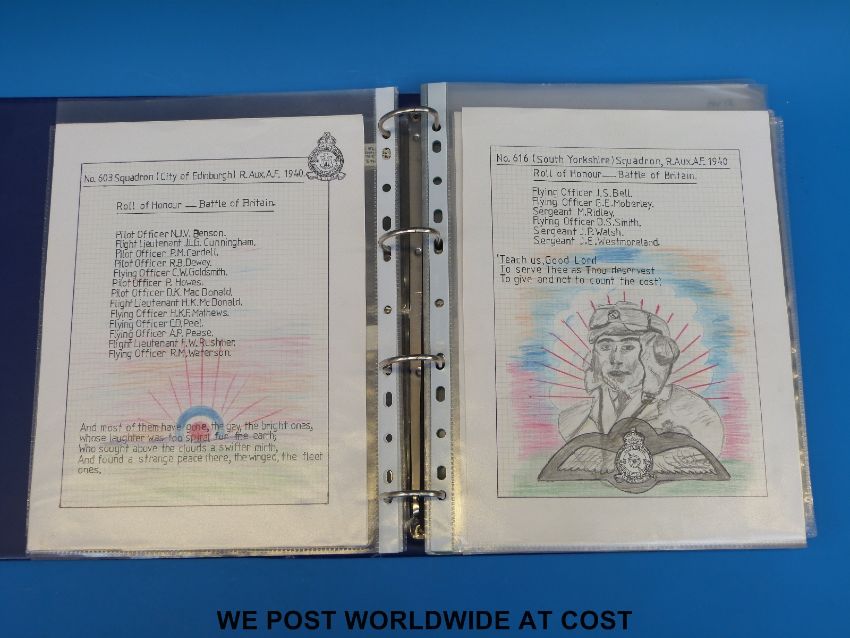 No. 603 Squadron (City of Edinburgh) R.Aux.A.F. 1940.
Roll of Honour — Battle of Britain.
Pilot Officer N.J.V. Benson.
Flight Lieutenant J.L.G. Cunningham.
Pilot Officer P.M. Cardell.
Pilot Officer R.B. Dewey.
Flying Officer C.W. Goldsmith.
Pilot Officer P. Howes.
Pilot Officer D.K. Mac Donald.
Flight Lieutenant H.K. Mc Donald.
Flying Officer H.K.F. Mathews.
Flying Officer C.D. Peel.
Flying Officer A.P. Pease.
Flight Lieutenant F.W. Rushmer.
Flying Officer R.M. Waterson.
And most of them have gone, the gay, the bright ones,
whose laughter was too spiral for the earth;
Who sought above the clouds a swifter mirth,
And found a strange peace there, the winged, the fleet
ones.
No. 616 (South Yorkshire) Squadron, R.Aux.A.F. 1940
Roll of Honour — Battle of Britain.
Flying Officer J.S. Bell.
Flying Officer G.E. Moberley.
Sergeant M. Ridley.
Flying Officer D.S. Smith.
Sergeant J.P. Walsh.
Sergeant T.E. Westmoreland.
'Teach us, Good Lord
To serve Thee as Thou deservest
To give and not to count the cost;
WE POST WORLDWIDE AT COST